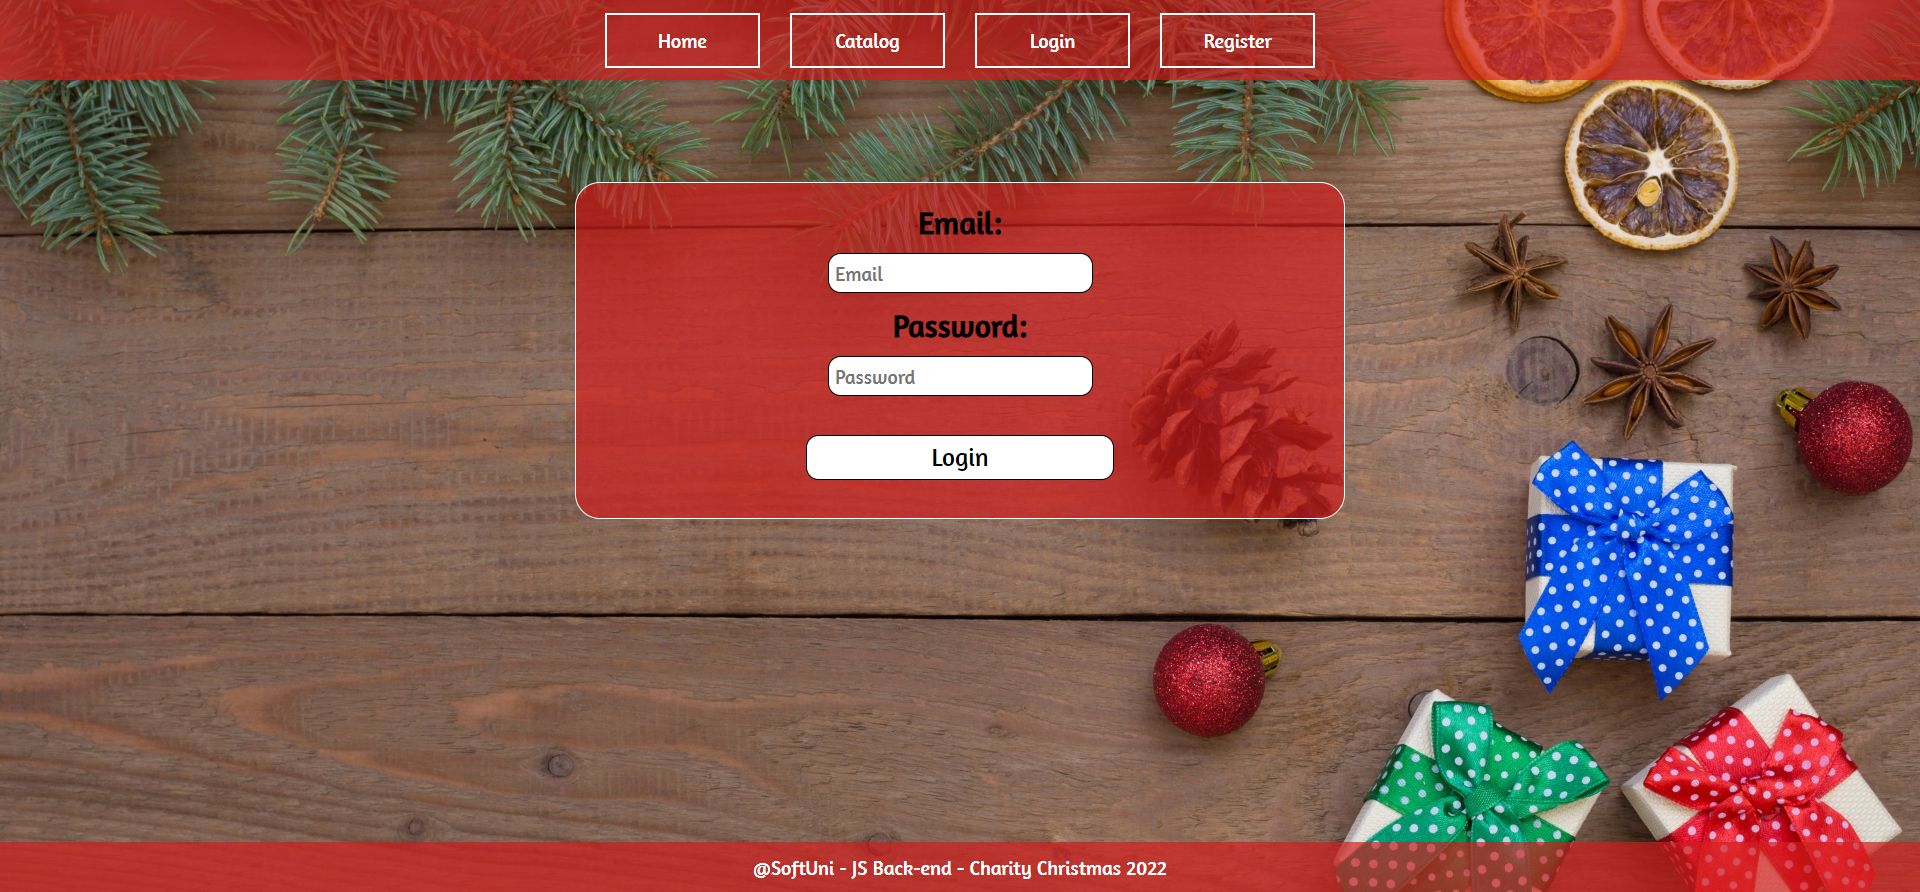 Home
Catalog
Login
Register
Email:
Email
Password:
Password
Login
@SoftUni - JS Back-end - Charity Christmas 2022